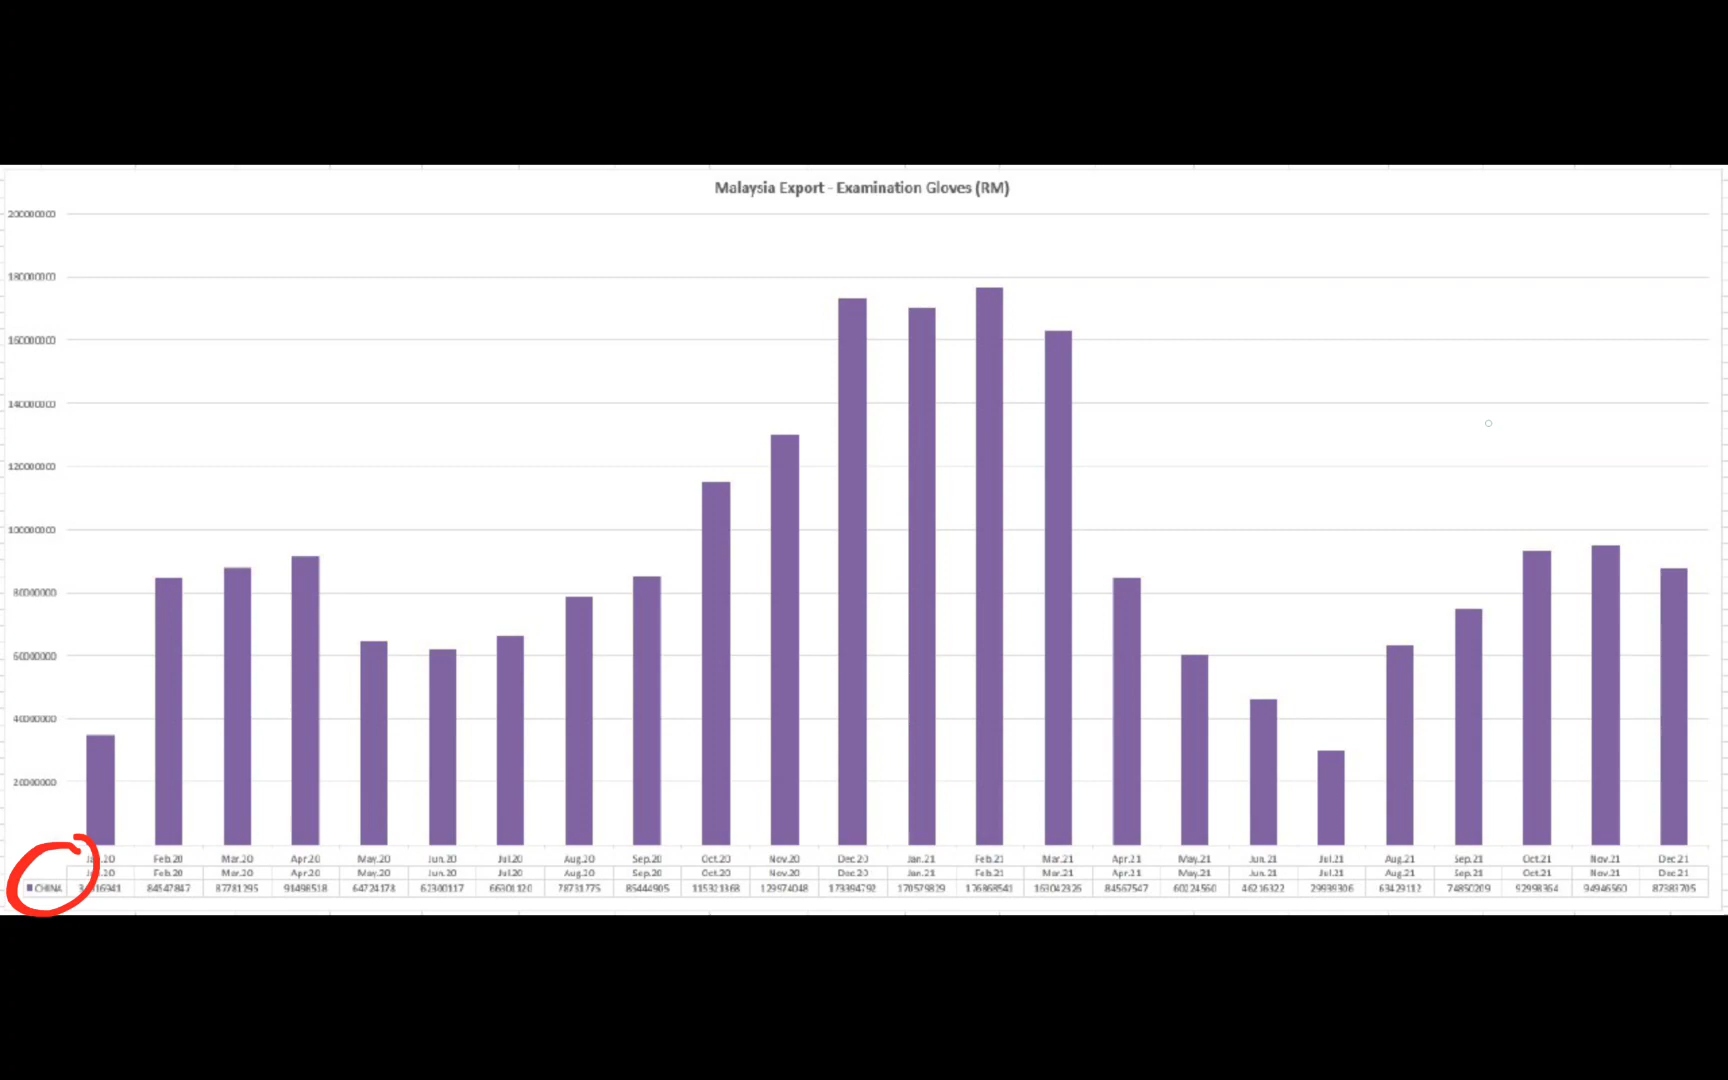 Malaysia Export - Examination Gloves (RM)
200000000
180000000
160000000
140000000
120000000
100000000
80000000
60000000
40000000
20000000
Jan.20 Feb.20 Mar.20 Apr.20 May.20 Jun.20 Jul.20 Aug.20 Sep.20 Oct.20 Nov.20 Dec.20 Jan.21 Feb.21 Mar.21 Apr.21 May.21 Jun.21 Jul.21 Aug.21 Sep.21 Oct.21 Nov.21 Dec.21
Jan.20 Feb.20 Mar.20 Apr.20 May.20 Jun.20 Jul.20 Aug.20 Sep.20 Oct.20 Nov.20 Dec.20 Jan.21 Feb.21 Mar.21 Apr.21 May.21 Jun.21 Jul.21 Aug.21 Sep.21 Oct.21 Nov.21 Dec.21
CHINA 84547847 87781295 91498518 64724178 62300117 66301120 78731775 85444905 115321368 129974048 173394792 170579829 176868541 163042326 84567547 60224560 46216322 29939306 63429112 74850209 92998364 94946560 87383705